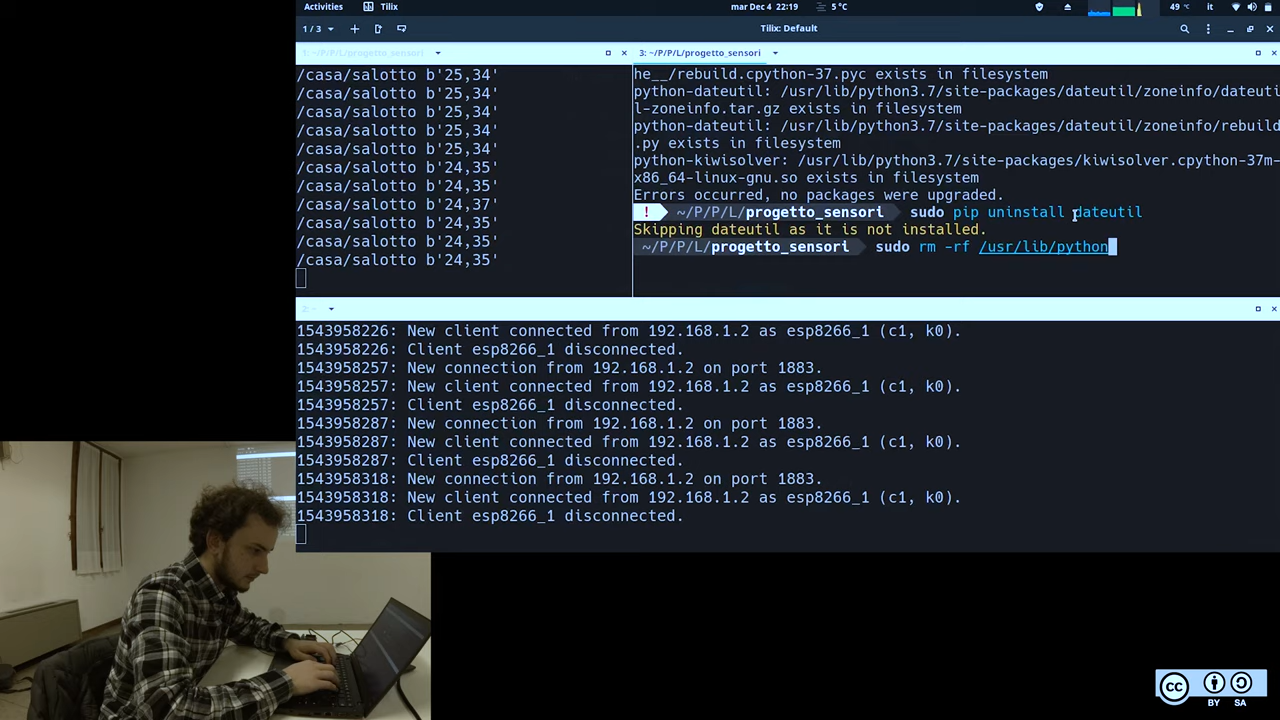 Activities
Tilix
mar Dec 4 22:19
5 °C
49 °C
it
1 / 3
Tilix: Default
1: ~/P/P/L/progetto_sensori
3: ~/P/P/L/progetto_sensori
/casa/salotto b'25,34'
/casa/salotto b'25,34'
/casa/salotto b'25,34'
/casa/salotto b'25,34'
/casa/salotto b'25,34'
/casa/salotto b'24,35'
/casa/salotto b'24,35'
/casa/salotto b'24,37'
/casa/salotto b'24,35'
/casa/salotto b'24,35'
/casa/salotto b'24,35'
he__/rebuild.cpython-37.pyc exists in filesystem
python-dateutil: /usr/lib/python3.7/site-packages/dateutil/zoneinfo/dateuti
l-zoneinfo.tar.gz exists in filesystem
python-dateutil: /usr/lib/python3.7/site-packages/dateutil/zoneinfo/rebuild
.py exists in filesystem
python-kiwisolver: /usr/lib/python3.7/site-packages/kiwisolver.cpython-37m-
x86_64-linux-gnu.so exists in filesystem
Errors occurred, no packages were upgraded.
! ~/P/P/L/progetto_sensori sudo pip uninstall dateutil
Skipping dateutil as it is not installed.
~/P/P/L/progetto_sensori sudo rm -rf /usr/lib/python
2: ~
1543958226: New client connected from 192.168.1.2 as esp8266_1 (c1, k0).
1543958226: Client esp8266_1 disconnected.
1543958257: New connection from 192.168.1.2 on port 1883.
1543958257: New client connected from 192.168.1.2 as esp8266_1 (c1, k0).
1543958257: Client esp8266_1 disconnected.
1543958287: New connection from 192.168.1.2 on port 1883.
1543958287: New client connected from 192.168.1.2 as esp8266_1 (c1, k0).
1543958287: Client esp8266_1 disconnected.
1543958318: New connection from 192.168.1.2 on port 1883.
1543958318: New client connected from 192.168.1.2 as esp8266_1 (c1, k0).
1543958318: Client esp8266_1 disconnected.
cc
BY SA